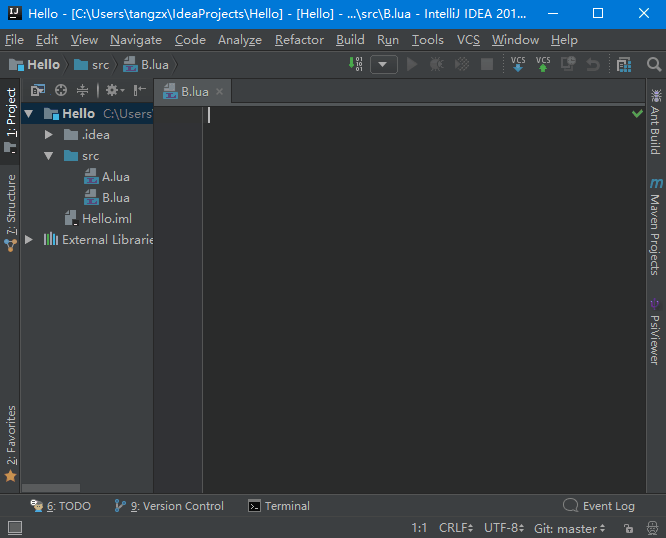 Hello - [C:\Users\tangzx\IdeaProjects\Hello] - [Hello] - ...\src\B.lua - IntelliJ IDEA 201...
File Edit View Navigate Code Analyze Refactor Build Run Tools VCS Window Help
Hello src B.lua VCS VCS
1: Project
7: Structure
2: Favorites
Hello C:\Users\
.idea
src
A.lua
B.lua
Hello.iml
External Librarie
B.lua
Ant Build
Maven Projects
PsiViewer
6: TODO 9: Version Control Terminal Event Log
1:1 CRLF UTF-8 Git: master